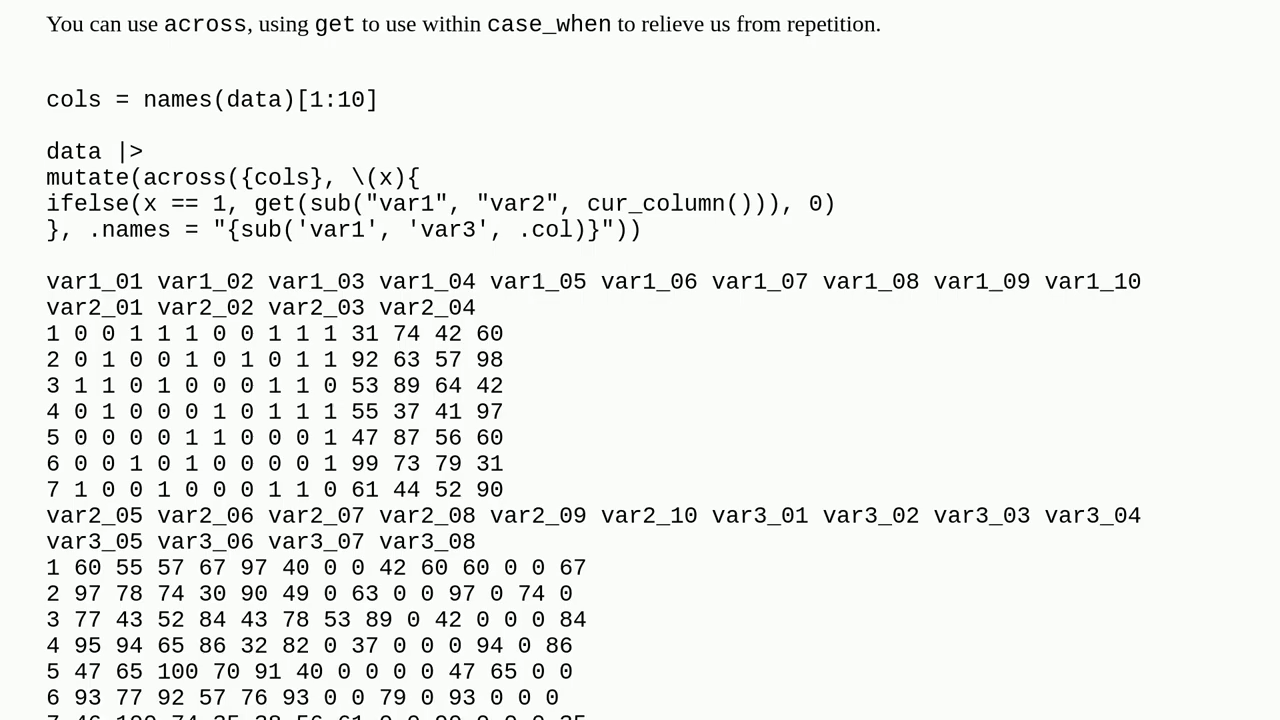 You can use across, using get to use within case_when to relieve us from repetition.
cols = names(data)[1:10]
data |>
mutate(across({cols}, \(x){
ifelse(x == 1, get(sub("var1", "var2", cur_column())), 0)
}, .names = "{sub('var1', 'var3', .col)}"))
var1_01 var1_02 var1_03 var1_04 var1_05 var1_06 var1_07 var1_08 var1_09 var1_10
var2_01 var2_02 var2_03 var2_04
1 0 0 1 1 1 0 0 1 1 1 31 74 42 60
2 0 1 0 0 1 0 1 0 1 1 92 63 57 98
3 1 1 0 1 0 0 0 1 1 0 53 89 64 42
4 0 1 0 0 0 1 0 1 1 1 55 37 41 97
5 0 0 0 0 1 1 0 0 0 1 47 87 56 60
6 0 0 1 0 1 0 0 0 0 1 99 73 79 31
7 1 0 0 1 0 0 0 1 1 0 61 44 52 90
var2_05 var2_06 var2_07 var2_08 var2_09 var2_10 var3_01 var3_02 var3_03 var3_04
var3_05 var3_06 var3_07 var3_08
1 60 55 57 67 97 40 0 0 42 60 60 0 0 67
2 97 78 74 30 90 49 0 63 0 0 97 0 74 0
3 77 43 52 84 43 78 53 89 0 42 0 0 0 84
4 95 94 65 86 32 82 0 37 0 0 0 94 0 86
5 47 65 100 70 91 40 0 0 0 0 47 65 0 0
6 93 77 92 57 76 93 0 0 79 0 93 0 0 0